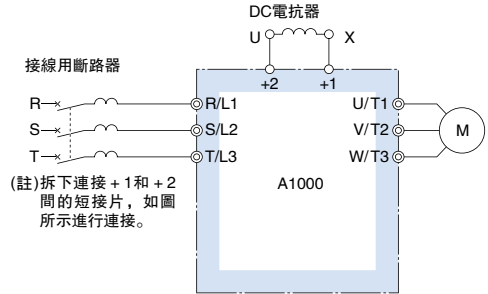 DC電抗器
U X
接線用斷路器
+2 +1
R R/L1 U/T1
S S/L2 V/T2 M
T T/L3 W/T3
(註)拆下連接+1和+2
間的短接片，如圖
所示進行連接。
A1000